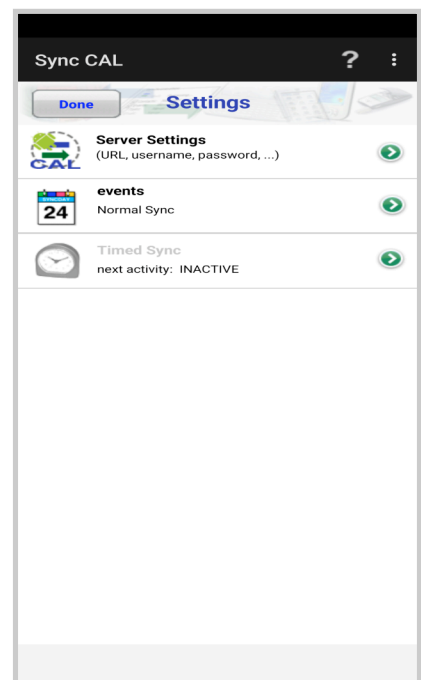 Sync CAL ?
Done Settings
Server Settings
(URL, username, password, ...)
CAL
events
Normal Sync
24
Timed Sync
next activity: INACTIVE